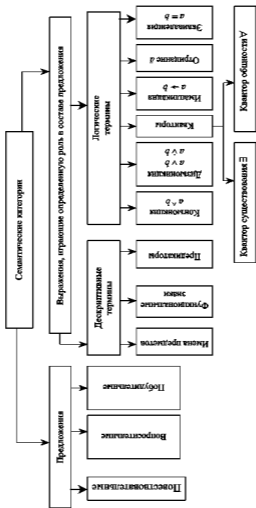 Семантические категории
Предложения
Выражения, играющие определенную роль в составе предложения
Повествовательные
Вопросительные
Побудительные
Дескриптивные
термины
Логические
термины
Имена предметов
Функциональные
знаки
Предикаторы
Конъюнкция
a ∧ b
Дизъюнкция
a ∨ b
a ∨̇ b
Кванторы
Импликация
a → b
Отрицание ā
Эквиваленция
a ≡ b
Квантор существования ∃
Квантор общности ∀